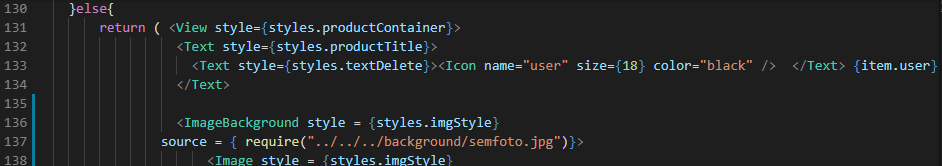 130 }else{
131 return ( <View style={styles.productContainer}>
132 <Text style={styles.productTitle}>
133 <Text style={styles.textDelete}><Icon name="user" size={18} color="black" /> </Text> {item.user}
134 </Text>
135
136 <ImageBackground style = {styles.imgStyle}
137 source = { require("../../../background/semfoto.jpg")}>
138 <Image style = {styles.imgStyle}